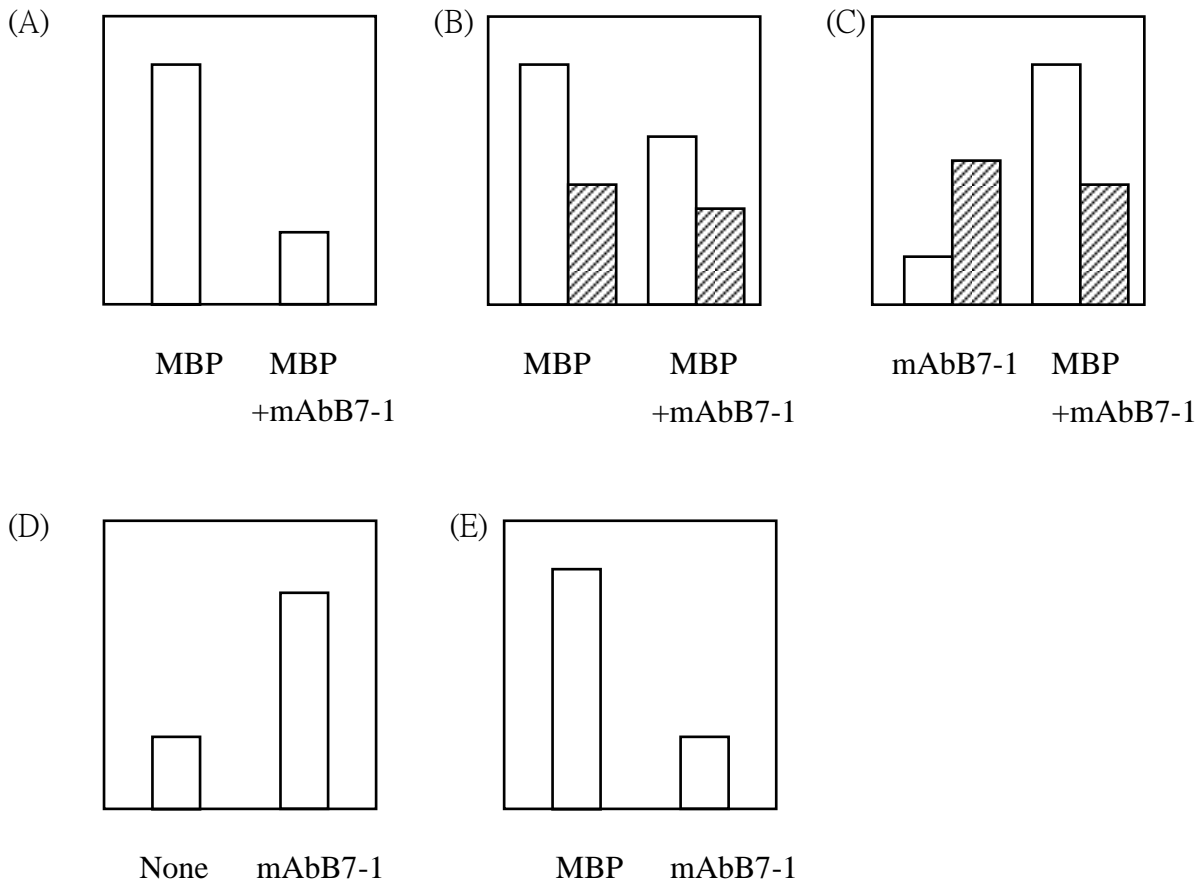 (A) (B) (C)
MBP MBP MBP MBP mAbB7-1 MBP
+mAbB7-1 +mAbB7-1 +mAbB7-1
(D) (E)
None mAbB7-1 MBP mAbB7-1